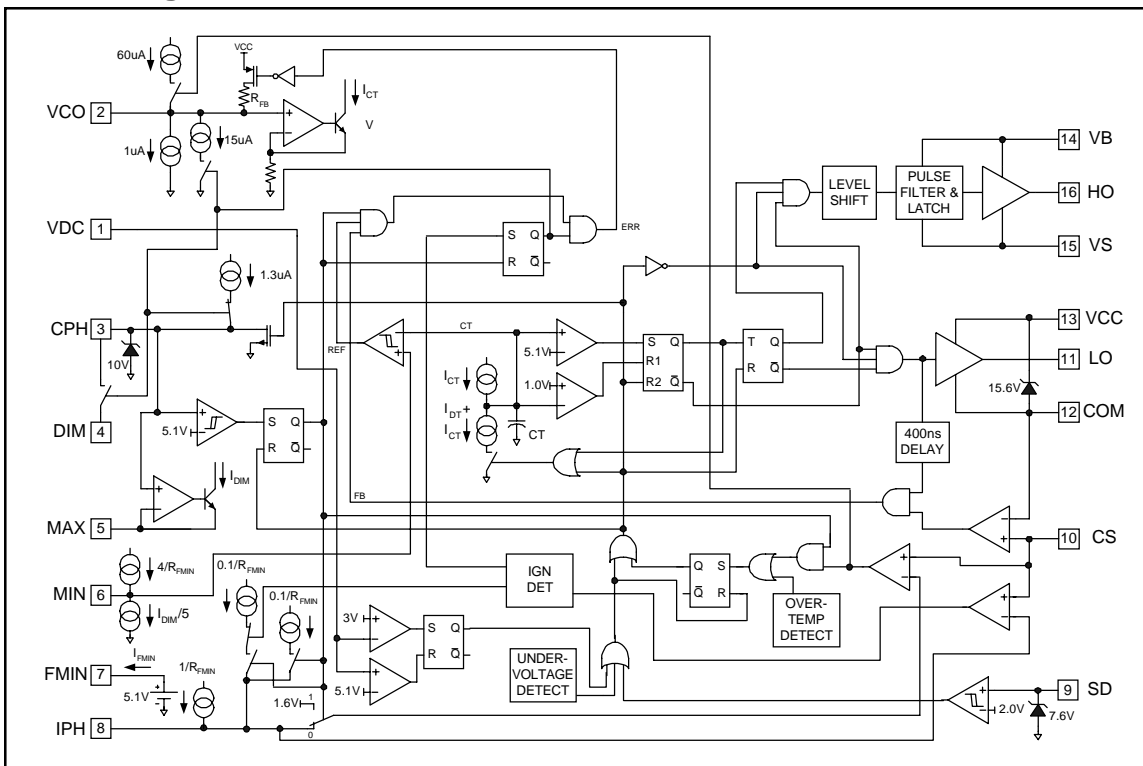 60uA
VCC
R_FB
I_CT
V
VCO 2
1uA
15uA
VDC 1
1.3uA
CPH 3
10V
DIM 4
5.1V
S Q
R Q̅
I_DIM
MAX 5
4/R_FMIN
MIN 6
I_DIM/5
0.1/R_FMIN
0.1/R_FMIN
I_FMIN
FMIN 7
5.1V
1/R_FMIN
IPH 8
1.6V
1
0
3V
5.1V
S Q
R Q̅
REF
FB
CT
S Q
R Q̅
ERR
I_CT
I_DT+
I_CT
CT
5.1V
1.0V
S Q
R1
R2 Q̅
T Q
R Q̅
IGN
DET
UNDER-
VOLTAGE
DETECT
Q S
Q̅ R
OVER-
TEMP
DETECT
LEVEL
SHIFT
PULSE
FILTER &
LATCH
14 VB
16 HO
15 VS
13 VCC
11 LO
15.6V
12 COM
400ns
DELAY
10 CS
9 SD
2.0V
7.6V